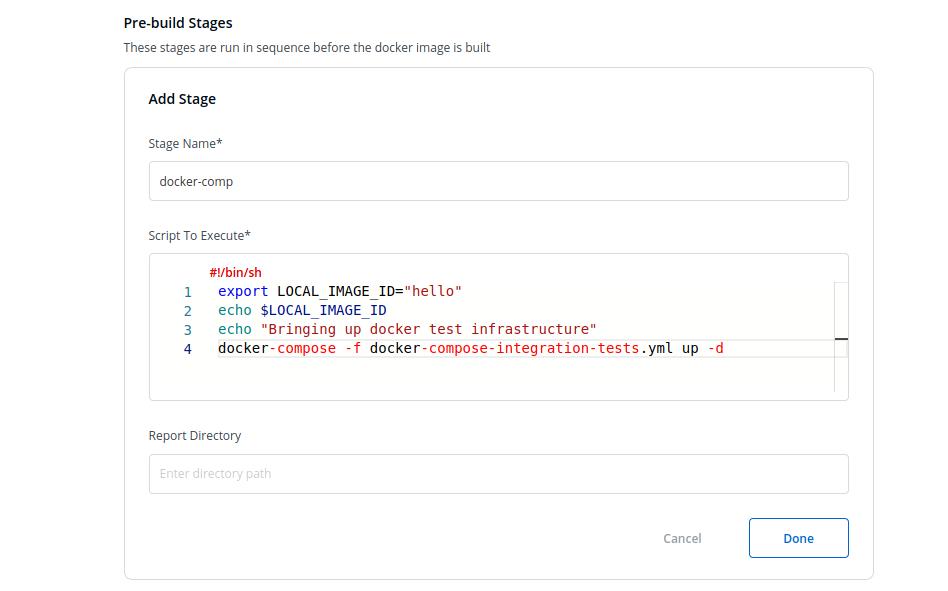 Pre-build Stages
These stages are run in sequence before the docker image is built
Add Stage
Stage Name*
docker-comp
Script To Execute*
#!/bin/sh
1 export LOCAL_IMAGE_ID="hello"
2 echo $LOCAL_IMAGE_ID
3 echo "Bringing up docker test infrastructure"
4 docker-compose -f docker-compose-integration-tests.yml up -d
Report Directory
Enter directory path
Cancel Done